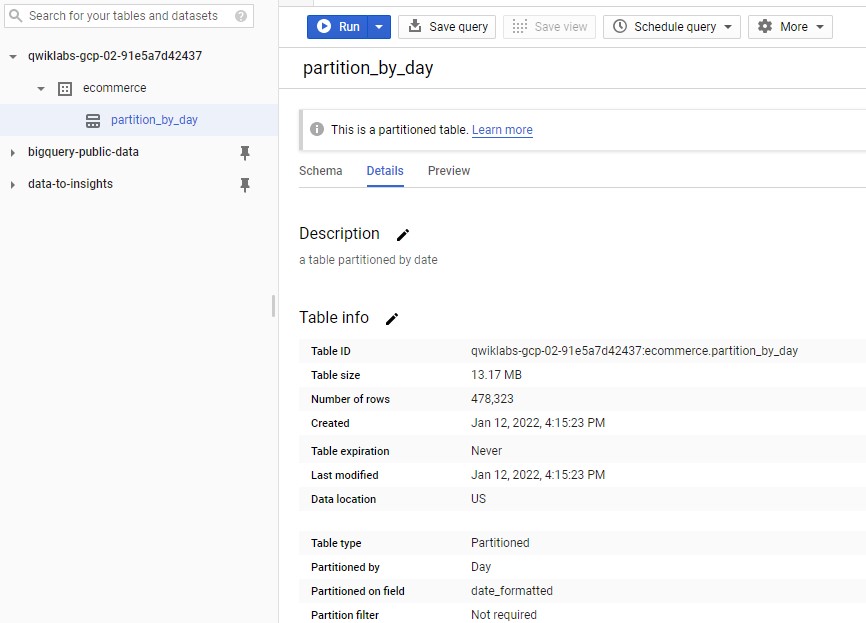 Search for your tables and datasets
Run Save query Save view Schedule query More
qwiklabs-gcp-02-91e5a7d42437
ecommerce
partition_by_day
bigquery-public-data
data-to-insights
partition_by_day
This is a partitioned table. Learn more
Schema Details Preview
Description
a table partitioned by date
Table info
Table ID qwiklabs-gcp-02-91e5a7d42437:ecommerce.partition_by_day
Table size 13.17 MB
Number of rows 478,323
Created Jan 12, 2022, 4:15:23 PM
Table expiration Never
Last modified Jan 12, 2022, 4:15:23 PM
Data location US
Table type Partitioned
Partitioned by Day
Partitioned on field date_formatted
Partition filter Not required